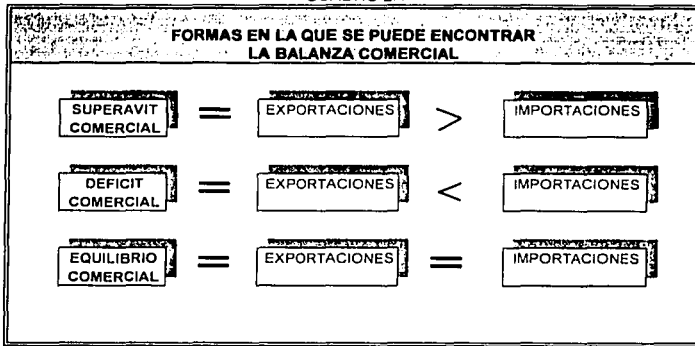 FORMAS EN LA QUE SE PUEDE ENCONTRAR
LA BALANZA COMERCIAL
SUPERAVIT COMERCIAL = EXPORTACIONES > IMPORTACIONES
DEFICIT COMERCIAL = EXPORTACIONES < IMPORTACIONES
EQUILIBRIO COMERCIAL = EXPORTACIONES = IMPORTACIONES